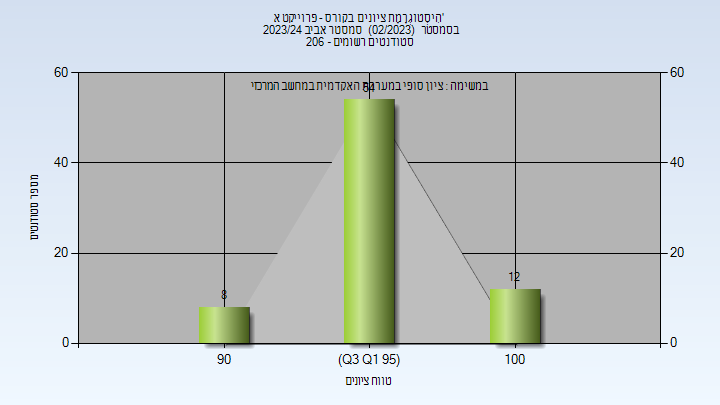 היסטוגרמת ציונים בקורס - פרוייקט א'
בסמסטר (02/2023) סמסטר אביב 2023/24
סטודנטים רשומים - 206
במשימה : ציון סופי במערכת האקדמית במחשב המרכזי
60
40
20
0
60
40
20
0
8
54
12
90
(Q3 Q1 95)
100
מספר סטודנטים
טווח ציונים